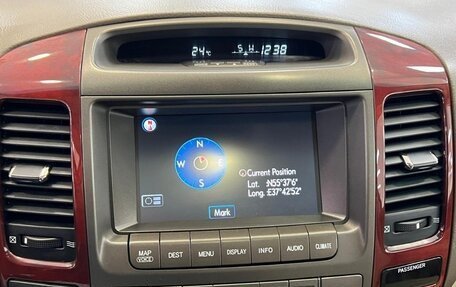 24°C S W 12:38
N
W E
S
Current Position
Lat. :N55°37'6"
Long. :E37°42'52"
Mark
MAP VOICE DEST MENU DISPLAY INFO AUDIO CLIMATE
PASSENGER